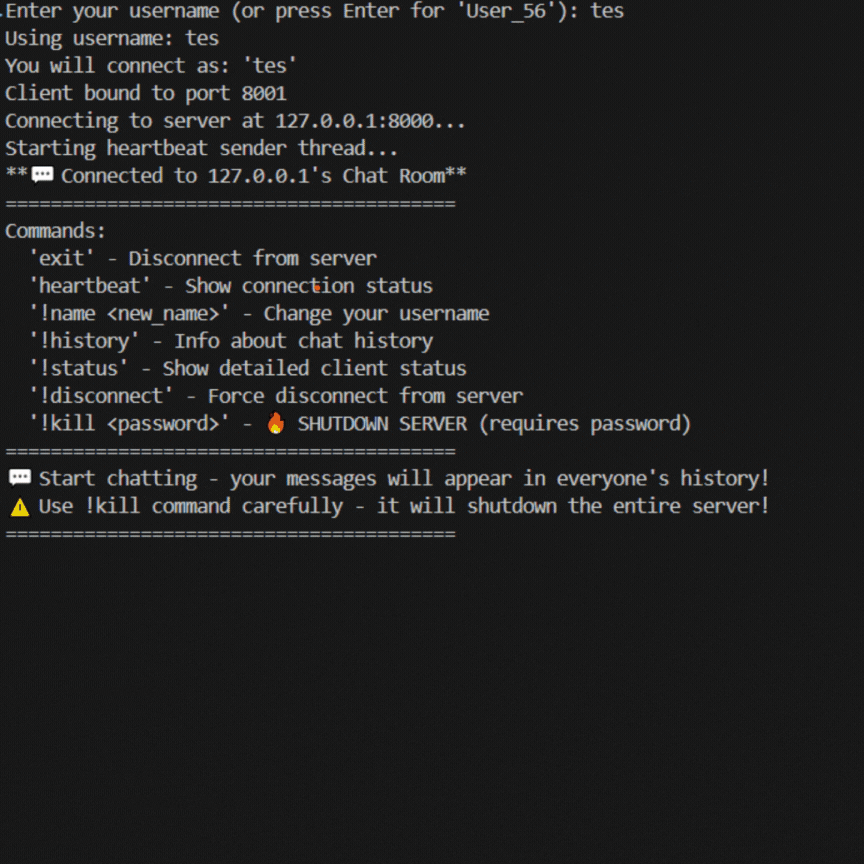 Enter your username (or press Enter for 'User_56'): tes
Using username: tes
You will connect as: 'tes'
Client bound to port 8001
Connecting to server at 127.0.0.1:8000...
Starting heartbeat sender thread...
**💬 Connected to 127.0.0.1's Chat Room**
========================================
Commands:
  'exit' - Disconnect from server
  'heartbeat' - Show connection status
  '!name <new_name>' - Change your username
  '!history' - Info about chat history
  '!status' - Show detailed client status
  '!disconnect' - Force disconnect from server
  '!kill <password>' - 🔥 SHUTDOWN SERVER (requires password)
========================================
💬 Start chatting - your messages will appear in everyone's history!
⚠️ Use !kill command carefully - it will shutdown the entire server!
========================================